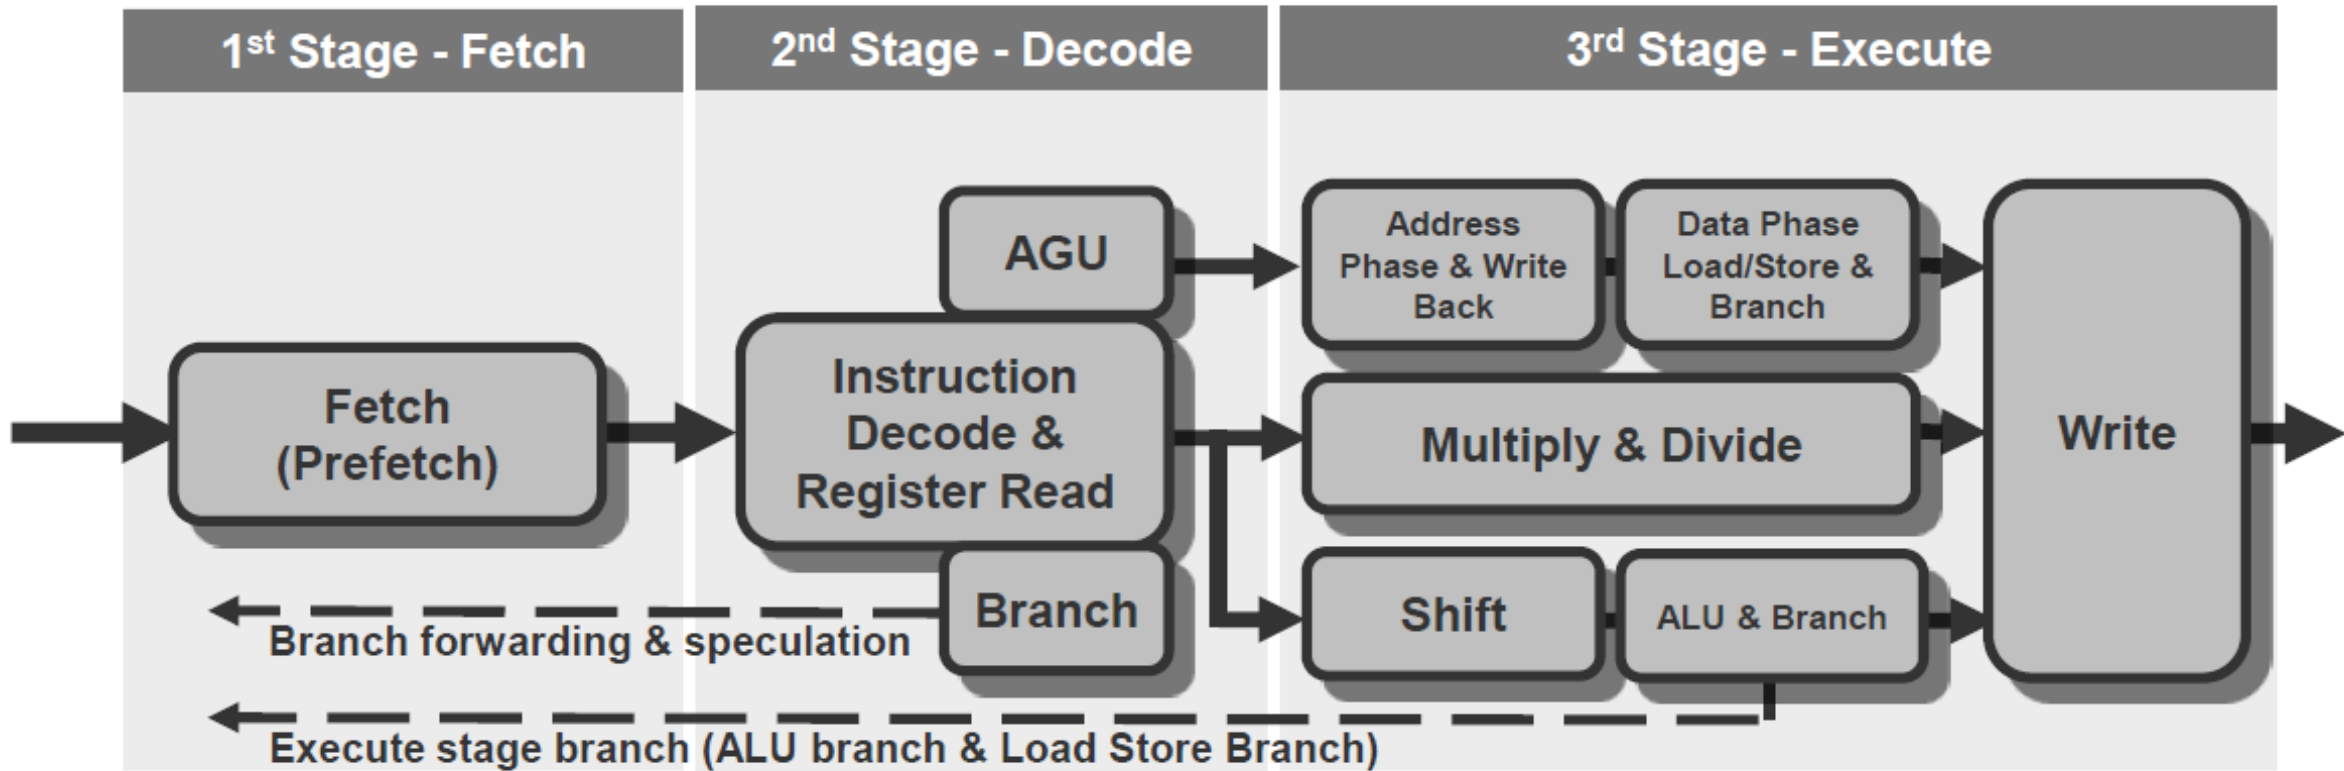 1st Stage - Fetch
2nd Stage - Decode
3rd Stage - Execute
Fetch
(Prefetch)
AGU
Instruction
Decode &
Register Read
Branch
Address
Phase & Write
Back
Data Phase
Load/Store &
Branch
Multiply & Divide
Shift
ALU & Branch
Write
Branch forwarding & speculation
Execute stage branch (ALU branch & Load Store Branch)